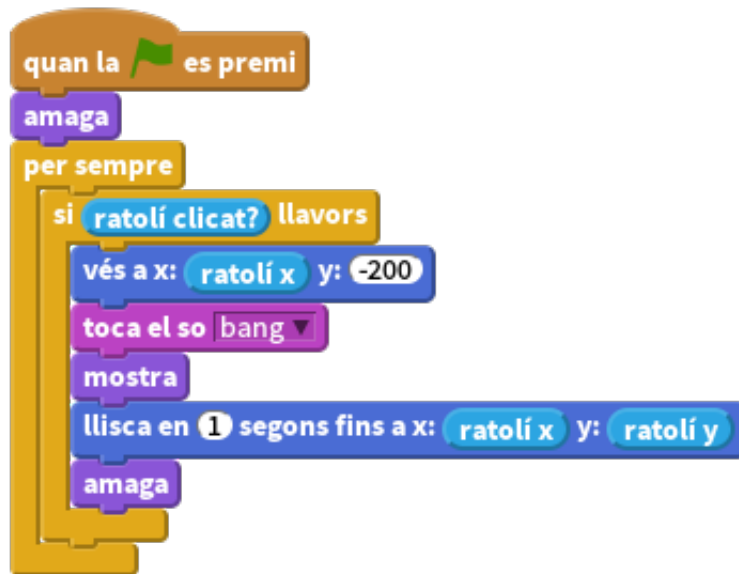 quan la es premi
amaga
per sempre
si ratolí clicat? llavors
vés a x: ratolí x y: -200
toca el so bang
mostra
llisca en 1 segons fins a x: ratolí x y: ratolí y
amaga